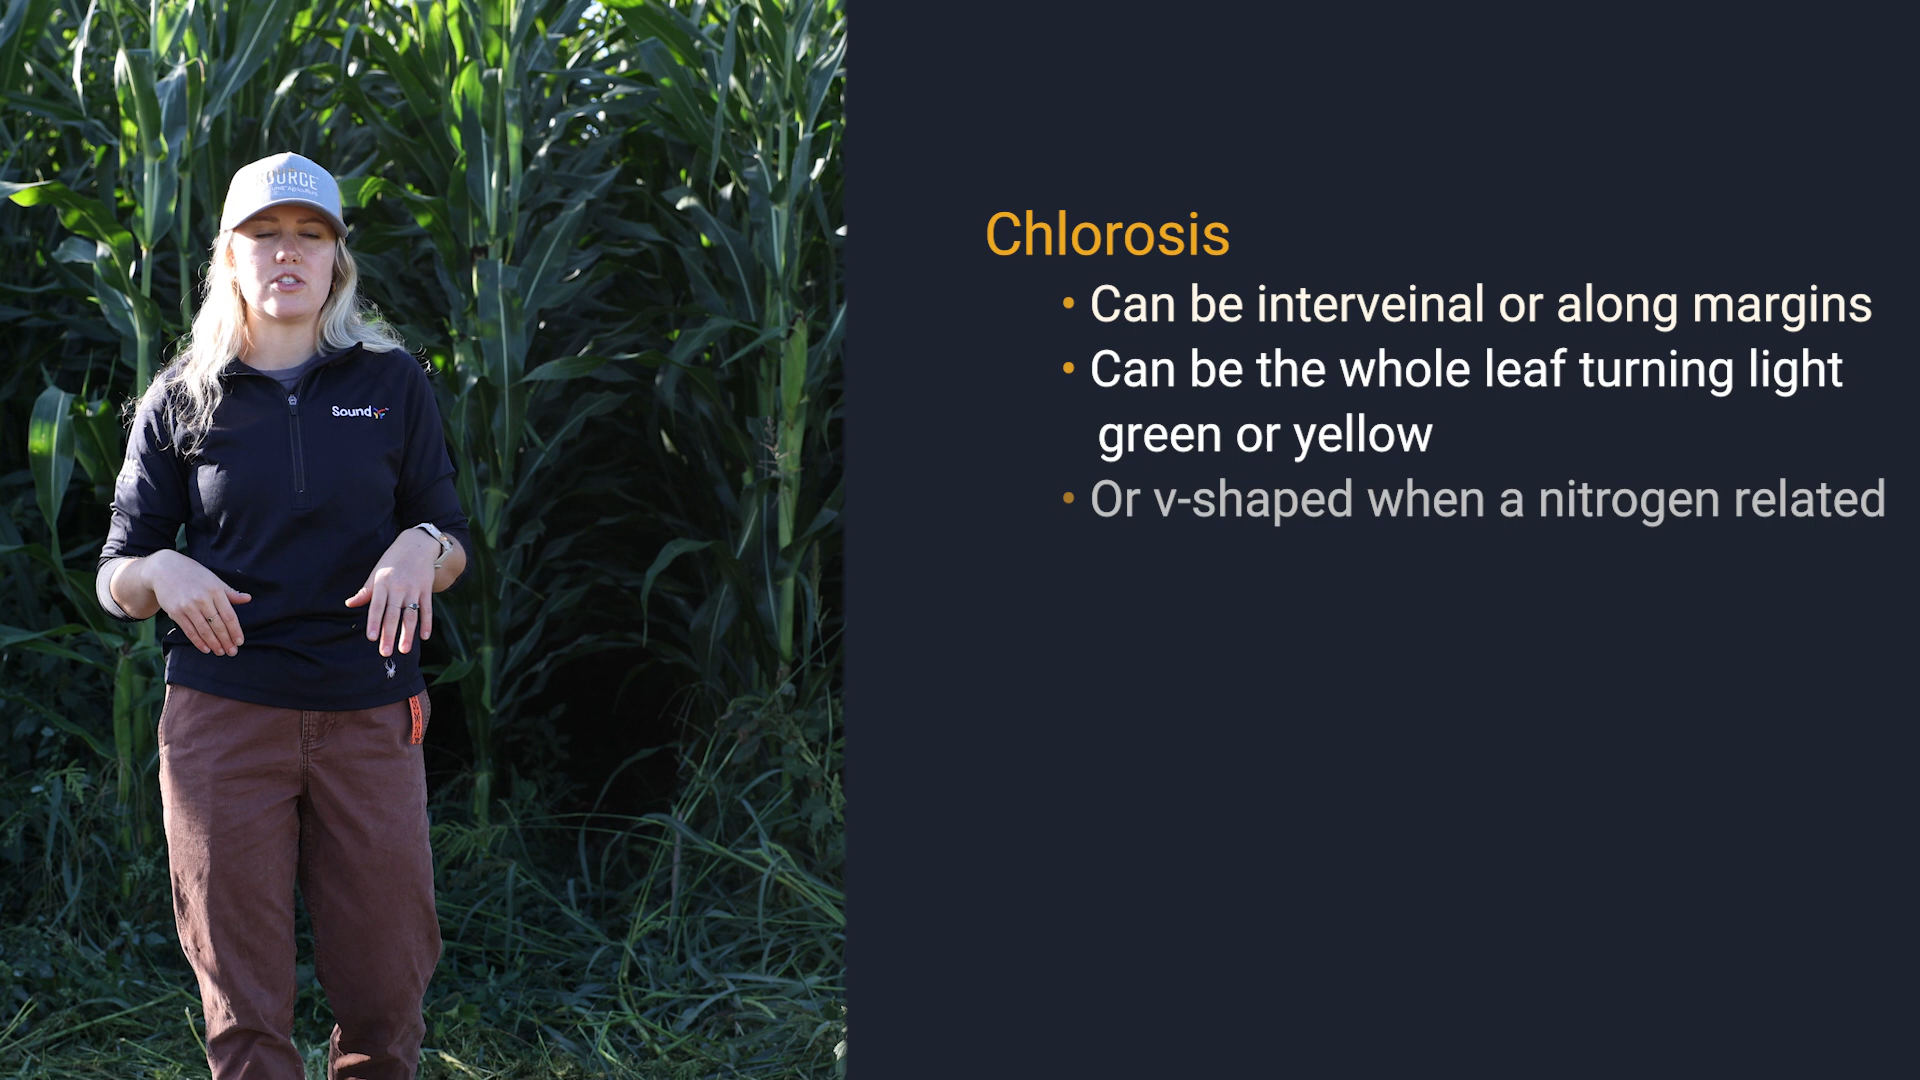 Chlorosis
• Can be interveinal or along margins
• Can be the whole leaf turning light
green or yellow
• Or v-shaped when a nitrogen related
Sound